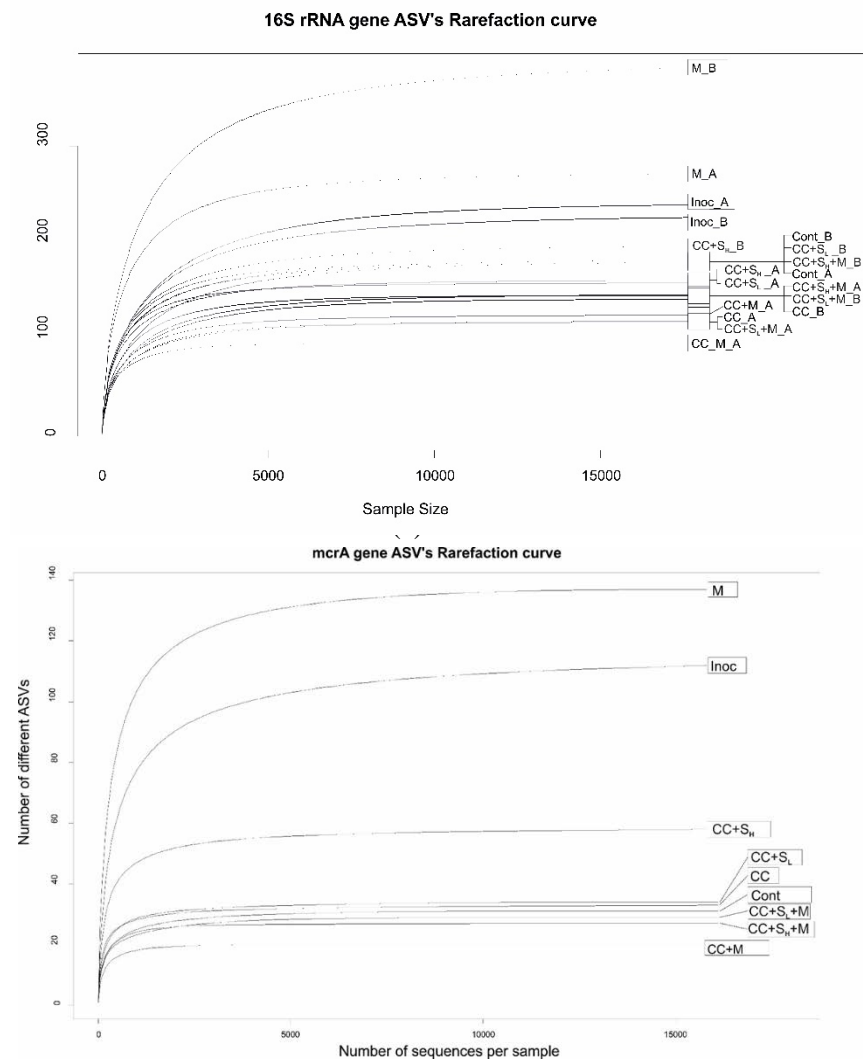 16S rRNA gene ASV's Rarefaction curve
M_B
300
M_A
Inoc_A
Inoc_B
200
Cont_B
CC+S_H_B
CC+S_L_B
CC+S_H+M_B
CC+S_H_A
Cont_A
CC+S_L_A
CC+S_H+M_A
CC+S_L+M_B
CC+M_A
CC_B
CC_A
100
CC+S_L+M_A
CC_M_A
0
0
5000
10000
15000
Sample Size
mcrA gene ASV's Rarefaction curve
140
M
120
Inoc
100
Number of different ASVs
80
60
CC+S_H
CC+S_L
40
CC
Cont
CC+S_L+M
CC+S_H+M
20
CC+M
0
0
5000
10000
15000
Number of sequences per sample